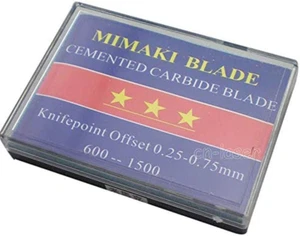 MIMAKI BLADE
CEMENTED CARBIDE BLADE
Knifepoint Offset 0.25-0.75mm
600--1500